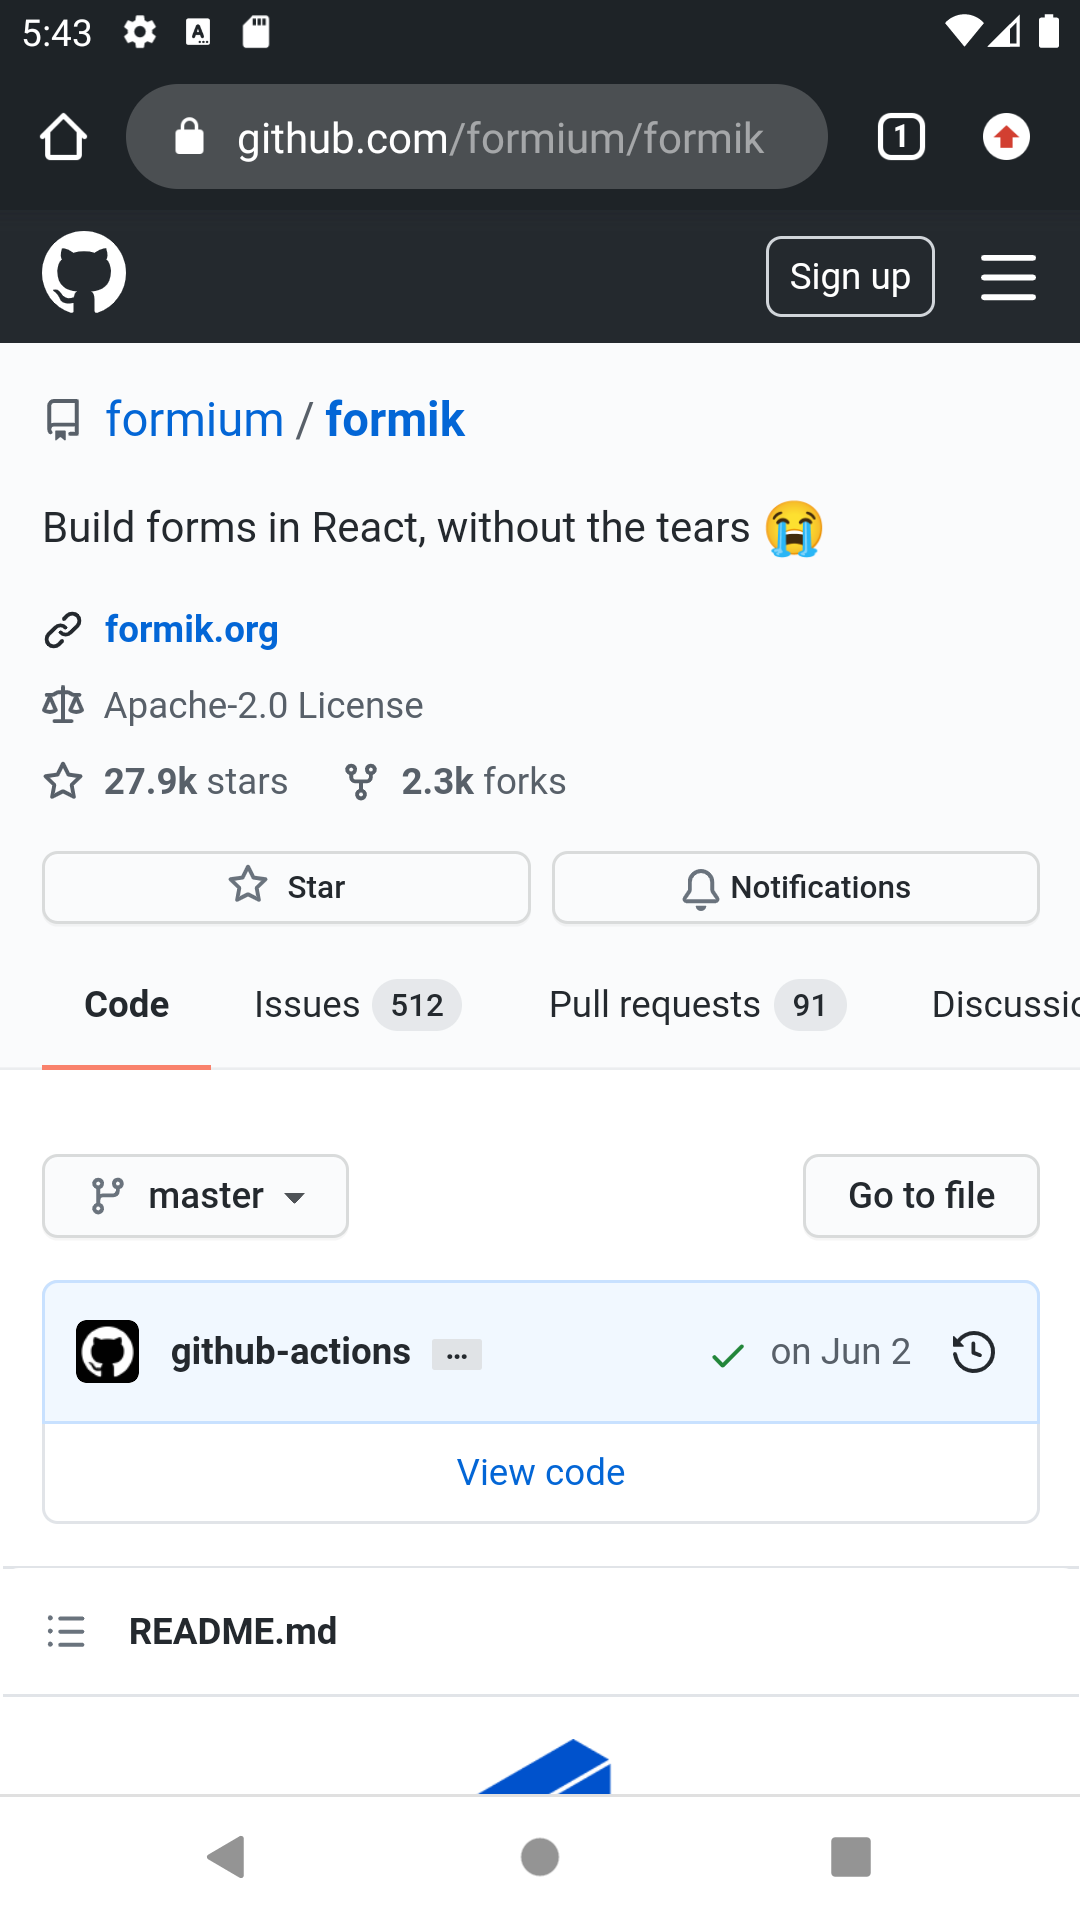 5:43
github.com/formium/formik
1
Sign up
formium / formik
Build forms in React, without the tears 😭
formik.org
Apache-2.0 License
27.9k stars 2.3k forks
Star Notifications
Code Issues 512 Pull requests 91 Discussio
master Go to file
github-actions ... on Jun 2
View code
README.md